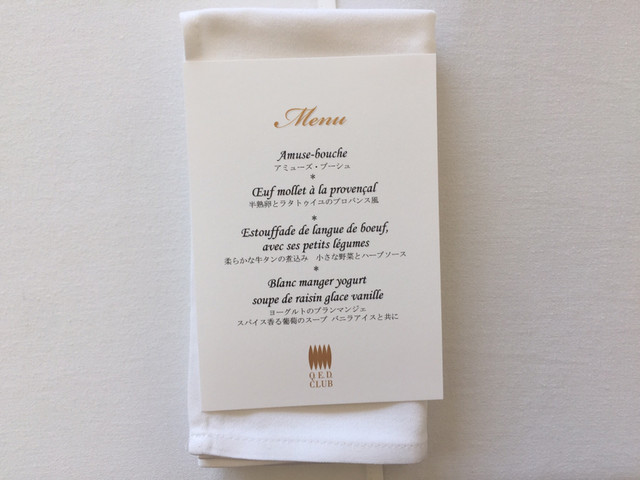 Menu
Amuse-bouche
アミューズ・ブーシュ
*
Œuf mollet à la provençal
半熟卵とラタトゥイユのプロバンス風
*
Estouffade de langue de boeuf,
avec ses petits légumes
柔らかな牛タンの煮込み 小さな野菜とハーブソース
*
Blanc manger yogurt
soupe de raisin glace vanille
ヨーグルトのブランマンジェ
スパイス香る葡萄のスープ バニラアイスと共に
Q.E.D.
CLUB